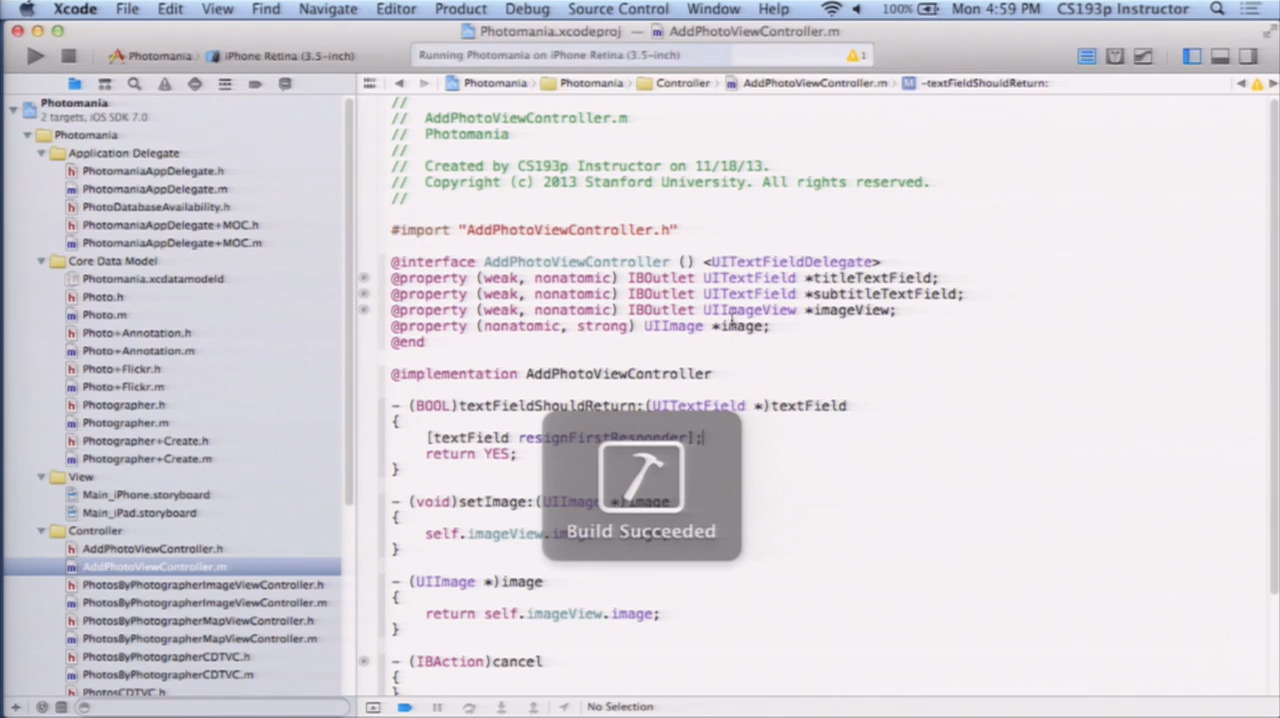 Xcode File Edit View Find Navigate Editor Product Debug Source Control Window Help 100% Mon 4:59 PM CS193p Instructor
Photomania.xcodeproj — AddPhotoViewController.m
Photomania iPhone Retina (3.5-inch) Running Photomania on iPhone Retina (3.5-inch) 1
Photomania Photomania Controller AddPhotoViewController.m M -textFieldShouldReturn:
Photomania
2 targets, iOS SDK 7.0
Photomania
Application Delegate
h PhotomaniaAppDelegate.h
m PhotomaniaAppDelegate.m
h PhotoDatabaseAvailability.h
h PhotomaniaAppDelegate+MOC.h
m PhotomaniaAppDelegate+MOC.m
Core Data Model
Photomania.xcdatamodeld
h Photo.h
m Photo.m
h Photo+Annotation.h
m Photo+Annotation.m
h Photo+Flickr.h
m Photo+Flickr.m
h Photographer.h
m Photographer.m
h Photographer+Create.h
m Photographer+Create.m
View
Main_iPhone.storyboard
Main_iPad.storyboard
Controller
h AddPhotoViewController.h
m AddPhotoViewController.m
h PhotosByPhotographerImageViewController.h
m PhotosByPhotographerImageViewController.m
h PhotosByPhotographerMapViewController.h
m PhotosByPhotographerMapViewController.m
h PhotosByPhotographerCDTVC.h
m PhotosByPhotographerCDTVC.m
h PhotosCDTVC.h
//
// AddPhotoViewController.m
// Photomania
//
// Created by CS193p Instructor on 11/18/13.
// Copyright (c) 2013 Stanford University. All rights reserved.
//
#import "AddPhotoViewController.h"
@interface AddPhotoViewController () <UITextFieldDelegate>
@property (weak, nonatomic) IBOutlet UITextField *titleTextField;
@property (weak, nonatomic) IBOutlet UITextField *subtitleTextField;
@property (weak, nonatomic) IBOutlet UIImageView *imageView;
@property (nonatomic, strong) UIImage *image;
@end
@implementation AddPhotoViewController
- (BOOL)textFieldShouldReturn:(UITextField *)textField
{
[textField resignFirstResponder];
return YES;
}
- (void)setImage:(UIImage *)image
{
self.imageView.
}
Build Succeeded
- (UIImage *)image
{
return self.imageView.image;
}
- (IBAction)cancel
{
}
No Selection